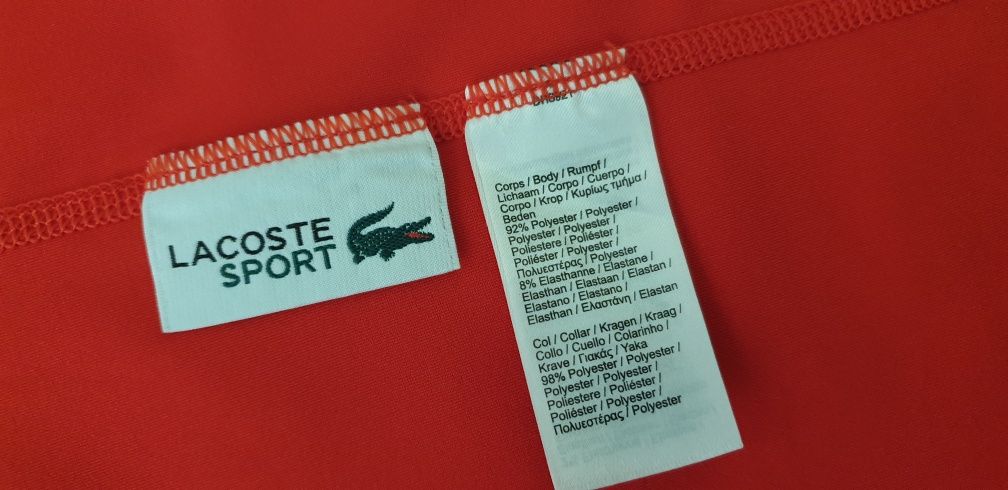 LACOSTE
SPORT
Corps / Body / Rumpf /
Lichaam / Corpo / Cuerpo /
Corpo / Krop / Κυρίως τμήμα /
Beden
92% Polyester / Polyester /
Polyester / Polyester /
Poliestere / Poliéster /
Poliéster / Polyester /
Πολυεστέρας / Polyester
8% Elasthanne / Elastane /
Elasthan / Elastaan / Elastan /
Elastano / Elastano /
Elasthan / Ελαστάνη / Elastan
Col / Collar / Kragen / Kraag /
Collo / Cuello / Colarinho /
Krave / Γιακάς / Yaka
98% Polyester / Polyester /
Polyester / Polyester /
Poliestere / Poliéster /
Poliéster / Polyester /
Πολυεστέρας / Polyester